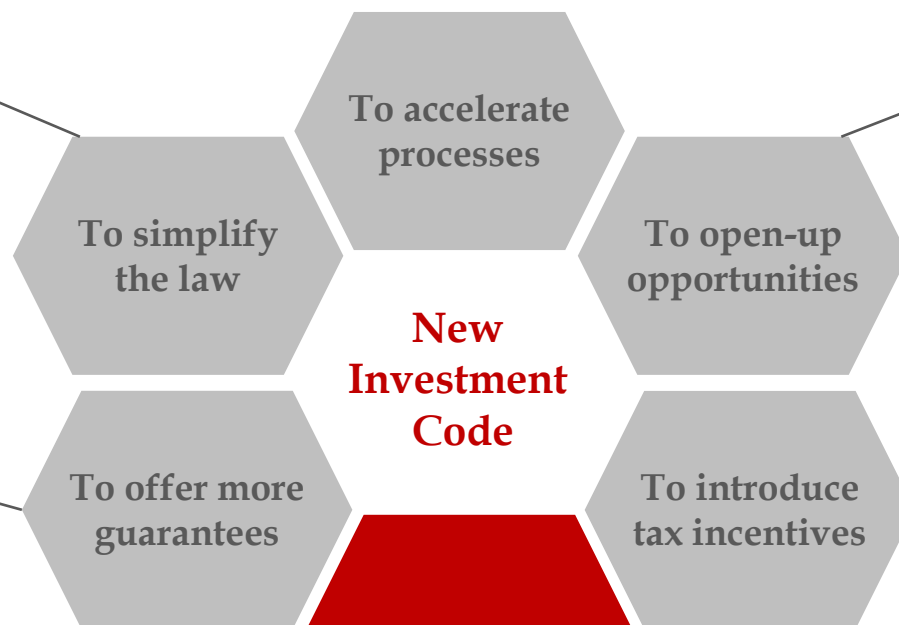 To accelerate
processes
To simplify
the law
To open-up
opportunities
New
Investment
Code
To offer more
guarantees
To introduce
tax incentives